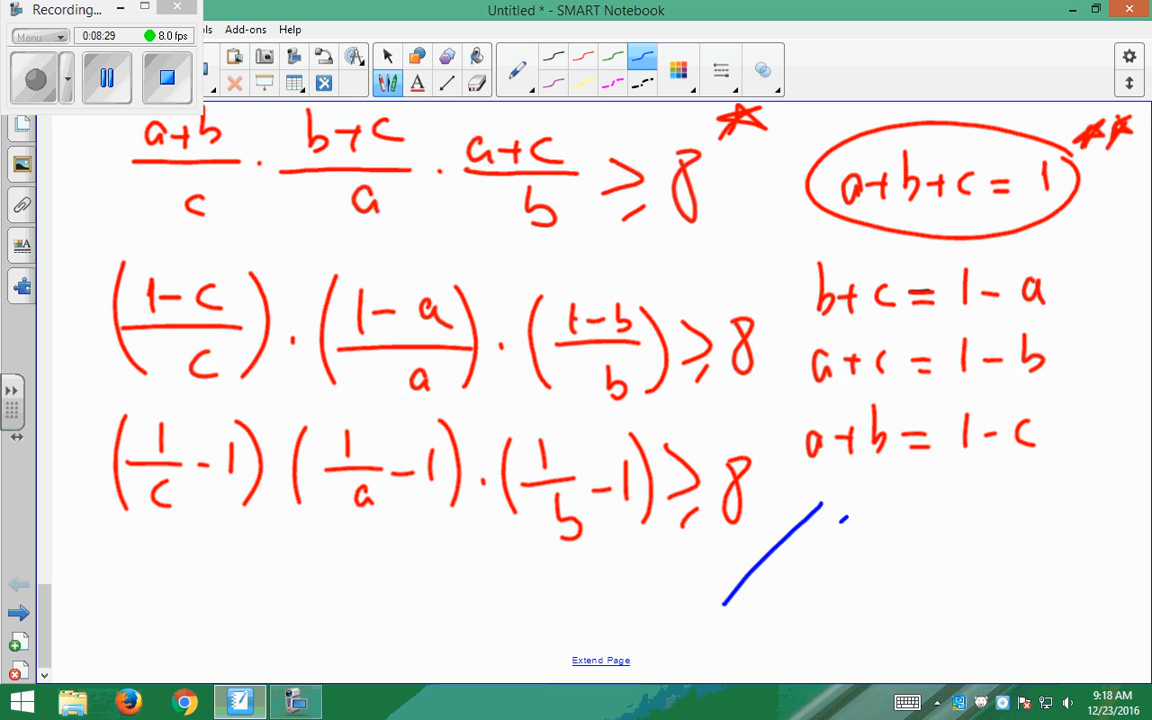 Recording...
Untitled * - SMART Notebook
Menu 0:08:29 8.0 fps
Add-ons Help
(a+b)/c · (b+c)/a · (a+c)/b ≥ 8
a+b+c = 1
((1-c)/c) · ((1-a)/a) · ((1-b)/b) ≥ 8
b+c = 1-a
a+c = 1-b
a+b = 1-c
(1/c - 1) (1/a - 1) · (1/b - 1) ≥ 8
Extend Page
9:18 AM
12/23/2016